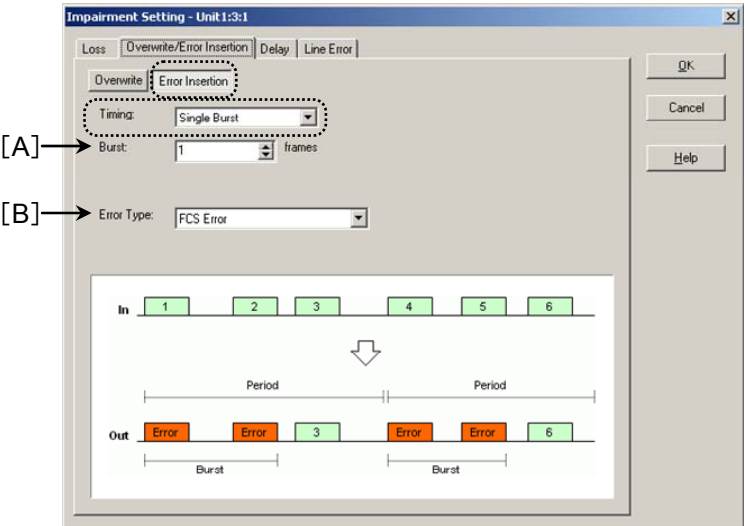 Impairment Setting - Unit1:3:1
Loss Overwrite/Error Insertion Delay Line Error
OK
Overwrite Error Insertion
Timing: Single Burst
Cancel
[A] Burst: 1 frames
Help
[B] Error Type: FCS Error
In 1 2 3 4 5 6
Period Period
Out Error Error 3 Error Error 6
Burst Burst